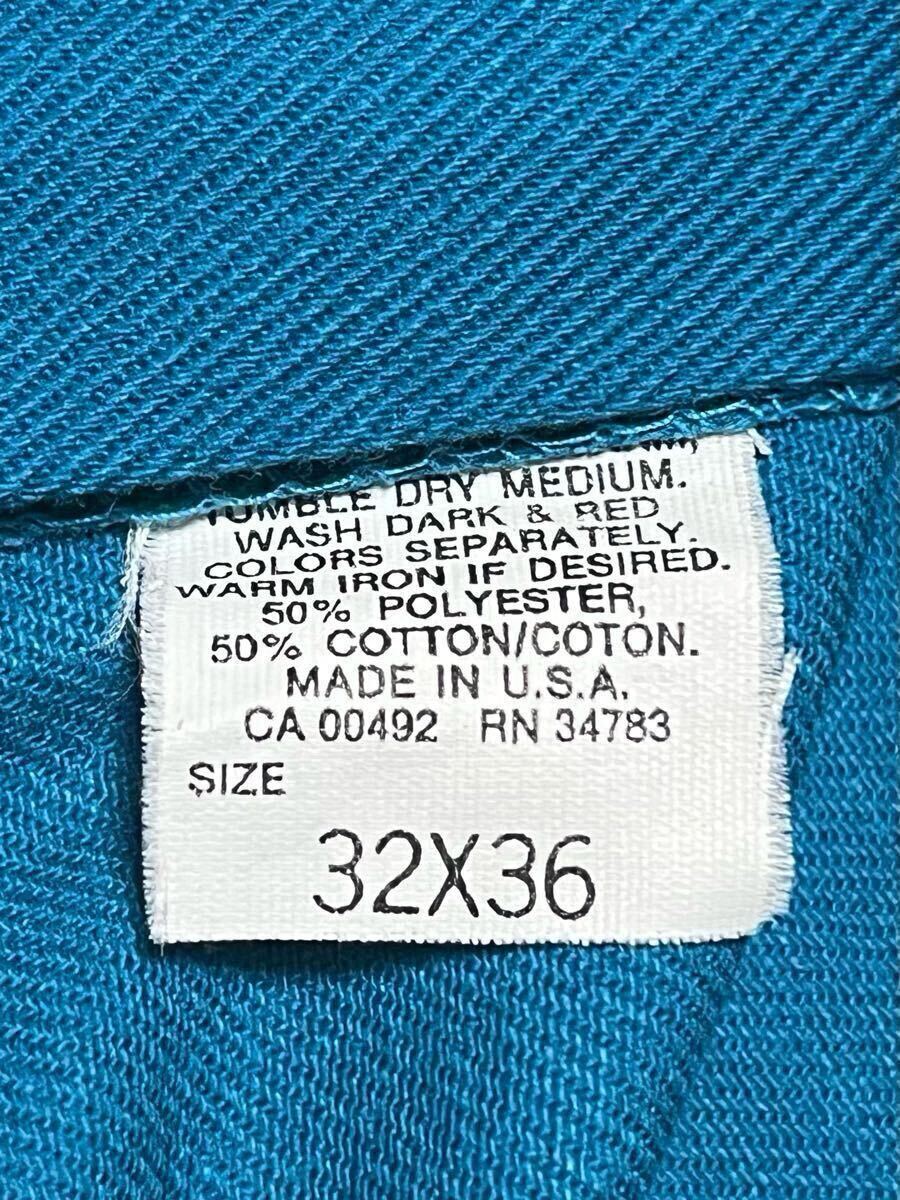 TUMBLE DRY MEDIUM.
WASH DARK & RED
COLORS SEPARATELY.
WARM IRON IF DESIRED.
50% POLYESTER,
50% COTTON/COTON.
MADE IN U.S.A.
CA 00492 RN 34783
SIZE
32X36